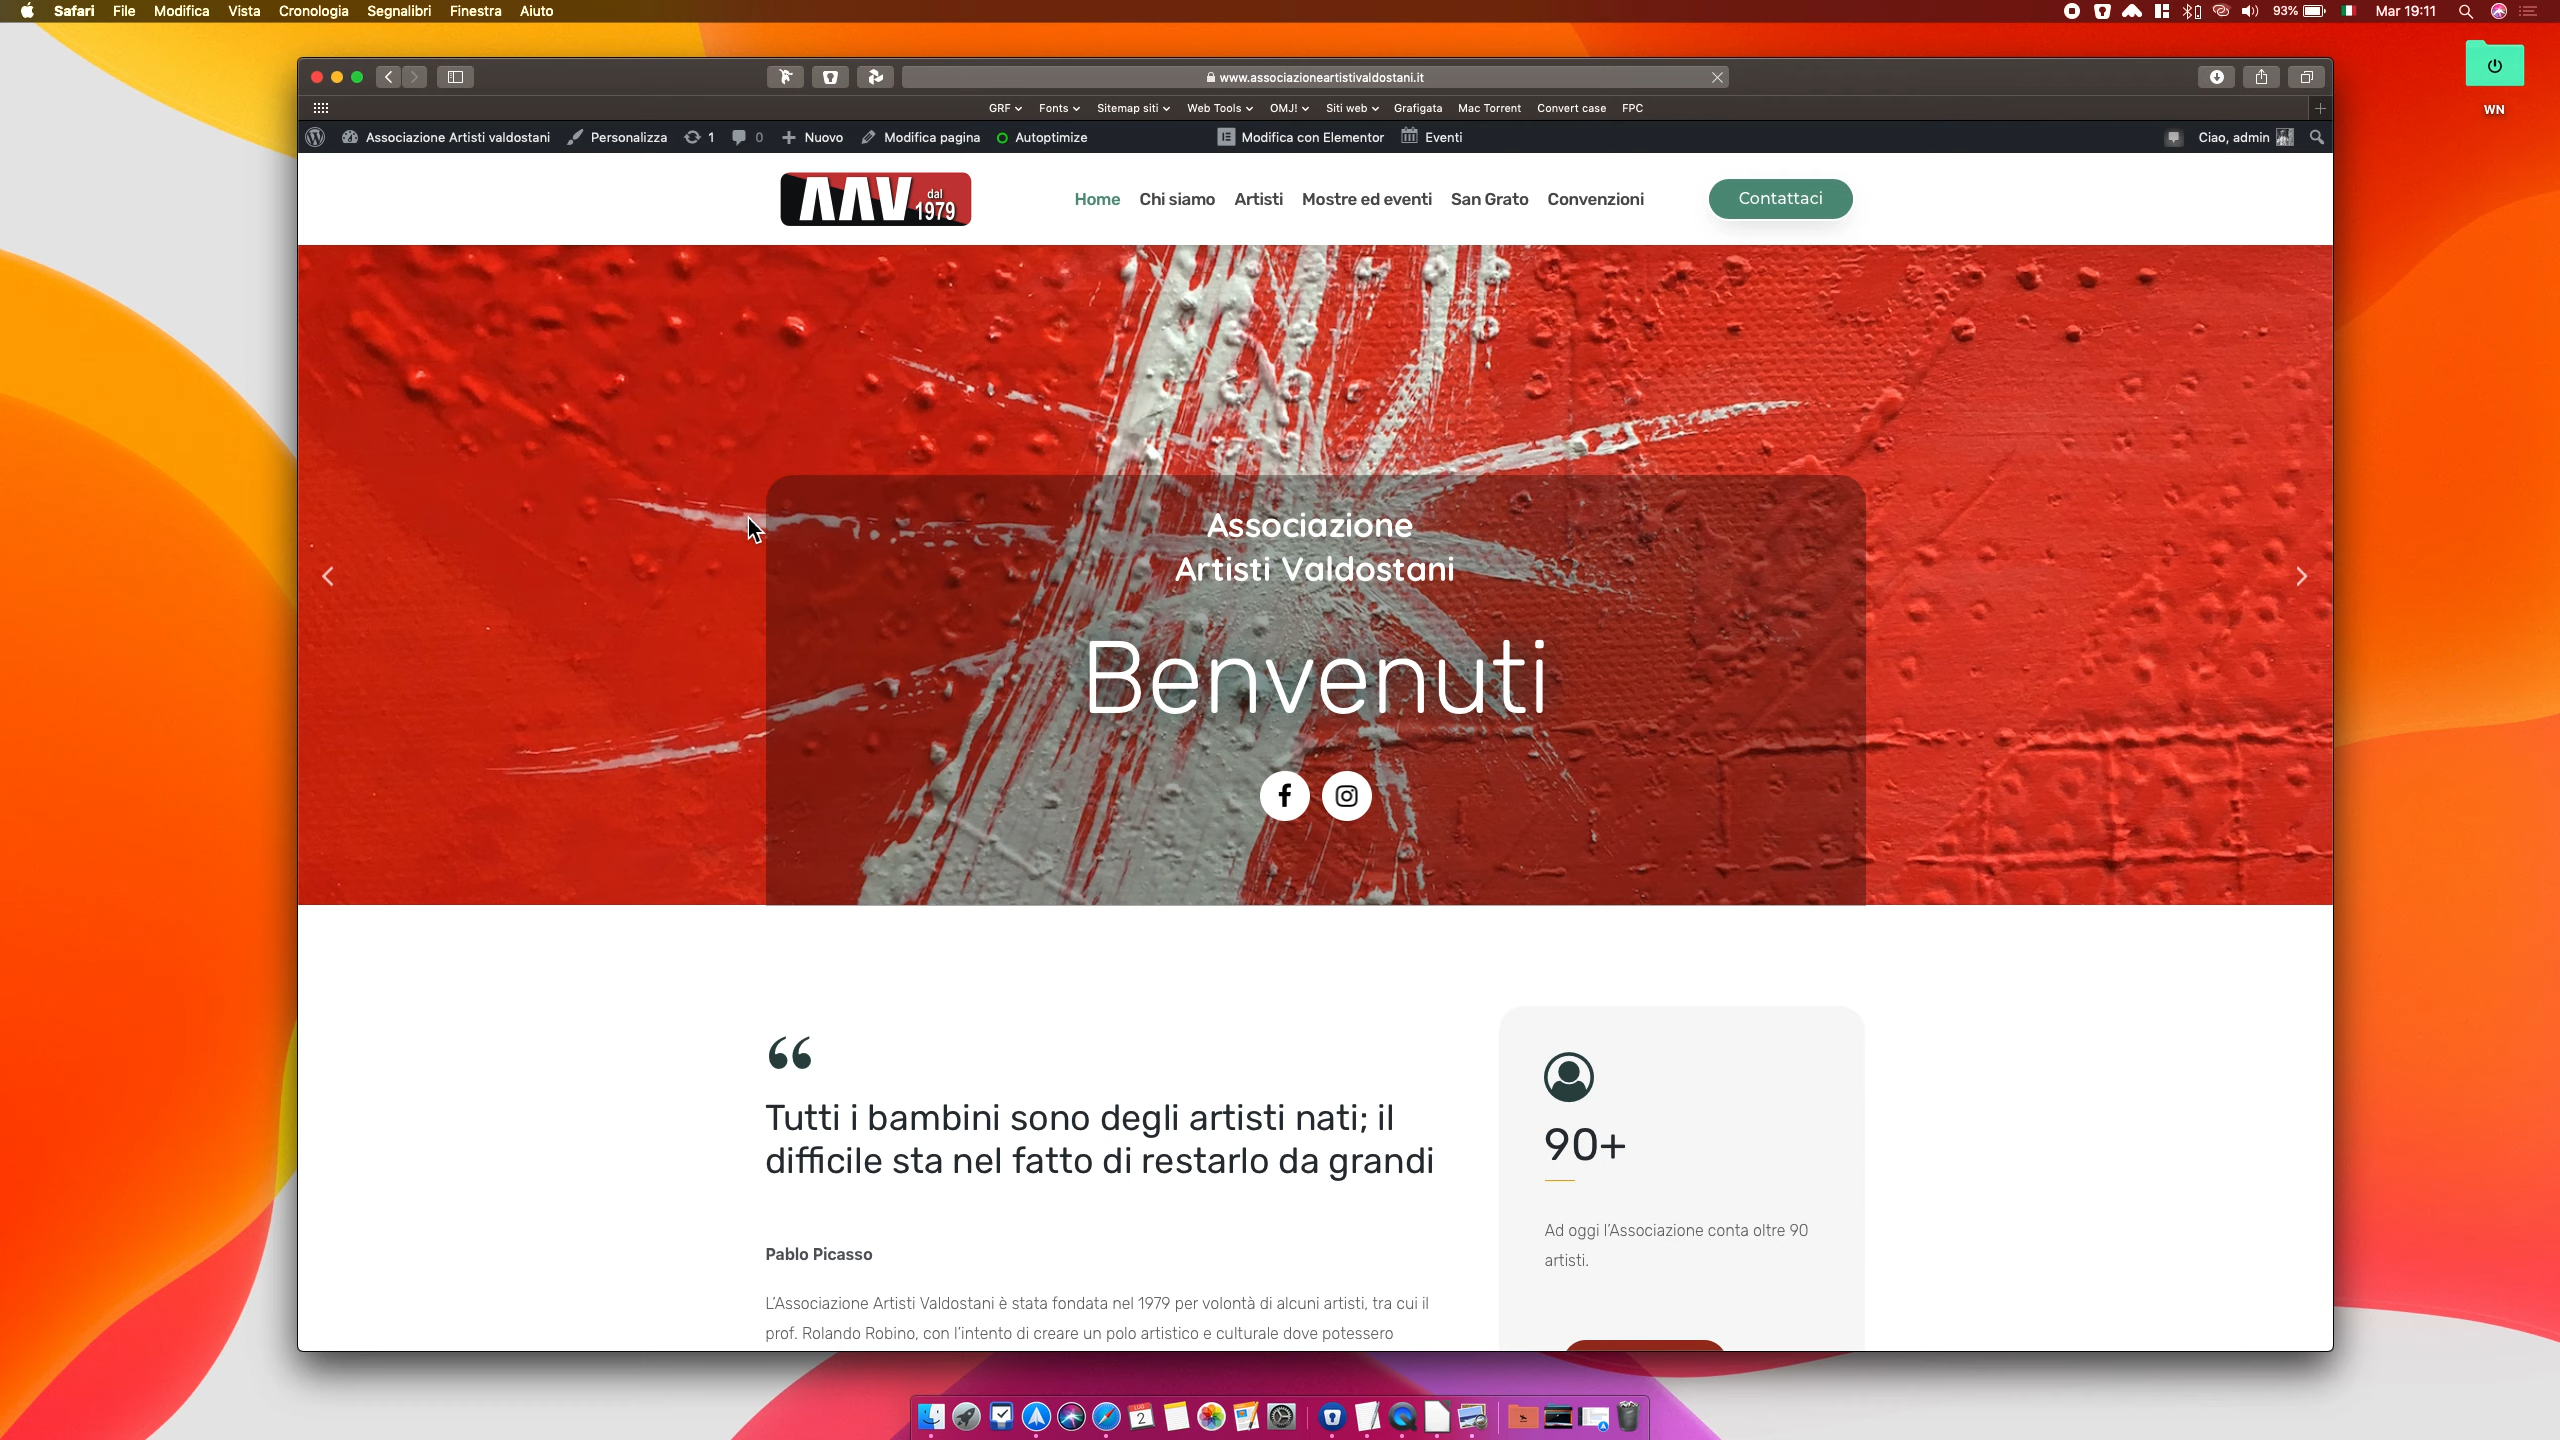 Safari File Modifica Vista Cronologia Segnalibri Finestra Aiuto
93% Mar 19:11
WN
www.associazioneartistivaldostani.it
GRF Fonts Sitemap siti Web Tools OMJ! Siti web Grafigata Mac Torrent Convert case FPC
Associazione Artisti valdostani Personalizza 1 0 Nuovo Modifica pagina Autoptimize Modifica con Elementor Eventi Ciao, admin
AAV dal 1979
Home Chi siamo Artisti Mostre ed eventi San Grato Convenzioni Contattaci
Associazione
Artisti Valdostani
Benvenuti
“
Tutti i bambini sono degli artisti nati; il
difficile sta nel fatto di restarlo da grandi
Pablo Picasso
L'Associazione Artisti Valdostani è stata fondata nel 1979 per volontà di alcuni artisti, tra cui il
prof. Rolando Robino, con l'intento di creare un polo artistico e culturale dove potessero
90+
Ad oggi l'Associazione conta oltre 90
artisti.
LUG
2